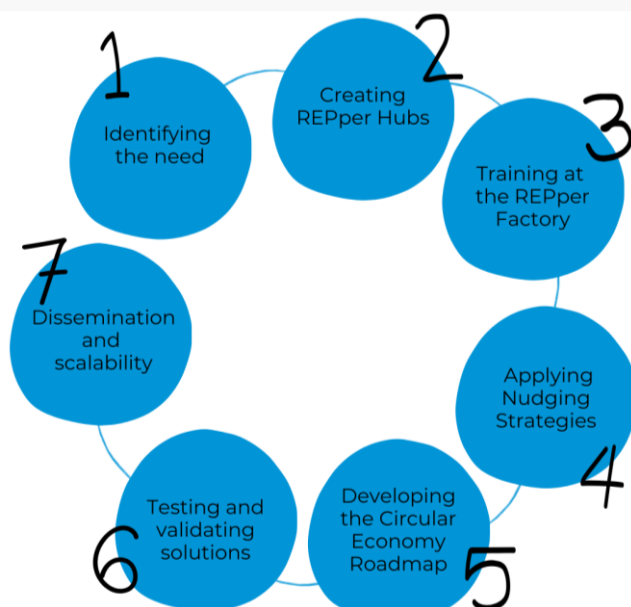 1
Identifying
the need
2
Creating
REPper Hubs
3
Training at
the REPper
Factory
Applying
Nudging
Strategies
4
Developing
the Circular
Economy
Roadmap
5
Testing and
validating
solutions
6
7
Dissemination
and
scalability